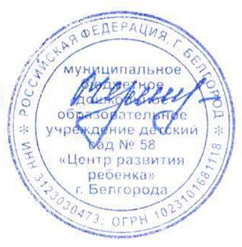 РОССИЙСКАЯ ФЕДЕРАЦИЯ, Г. БЕЛГОРОД
муниципальное
бюджетное
дошкольное
образовательное
учреждение детский
сад № 58
«Центр развития
ребенка»
г. Белгорода
ИНН 3123030473; ОГРН 1023101681118